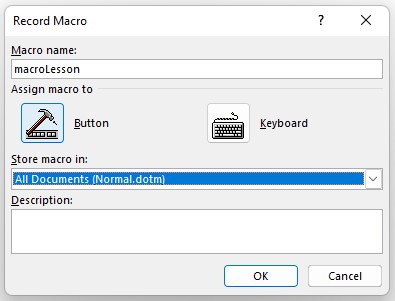 Record Macro
?
Macro name:
macroLesson
Assign macro to
Button
Keyboard
Store macro in:
All Documents (Normal.dotm)
Description:
OK
Cancel